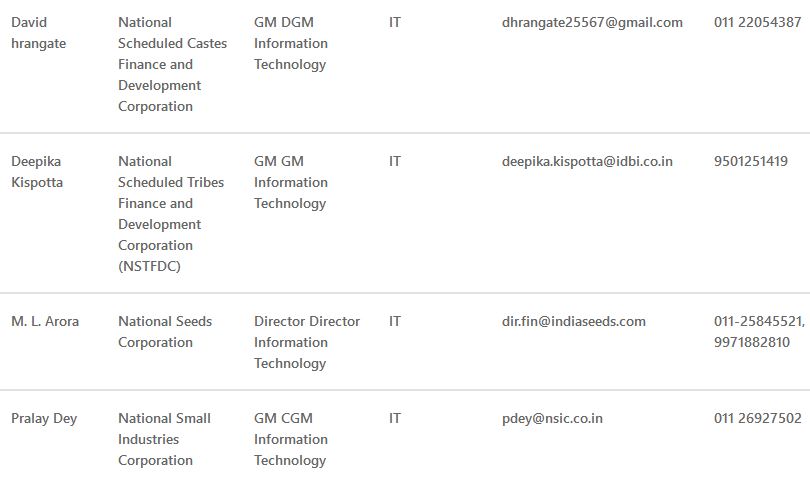 David hrangate
National Scheduled Castes Finance and Development Corporation
GM DGM Information Technology
IT
dhrangate25567@gmail.com
011 22054387
Deepika Kispotta
National Scheduled Tribes Finance and Development Corporation (NSTFDC)
GM GM Information Technology
IT
deepika.kispotta@idbi.co.in
9501251419
M. L. Arora
National Seeds Corporation
Director Director Information Technology
IT
dir.fin@indiaseeds.com
011-25845521, 9971882810
Pralay Dey
National Small Industries Corporation
GM CGM Information Technology
IT
pdey@nsic.co.in
011 26927502